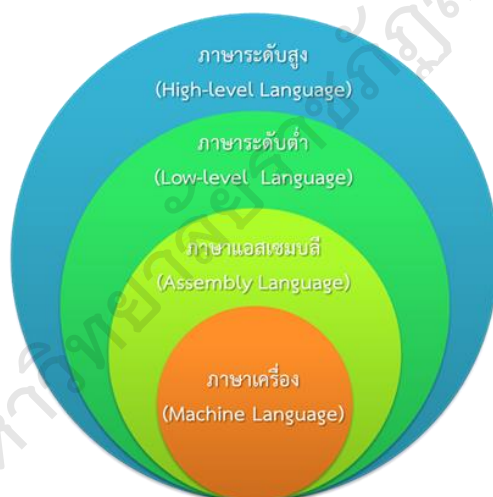 ภาษาระดับสูง
(High-level Language)
ภาษาระดับต่ำ
(Low-level Language)
ภาษาแอสเซมบลี
(Assembly Language)
ภาษาเครื่อง
(Machine Language)